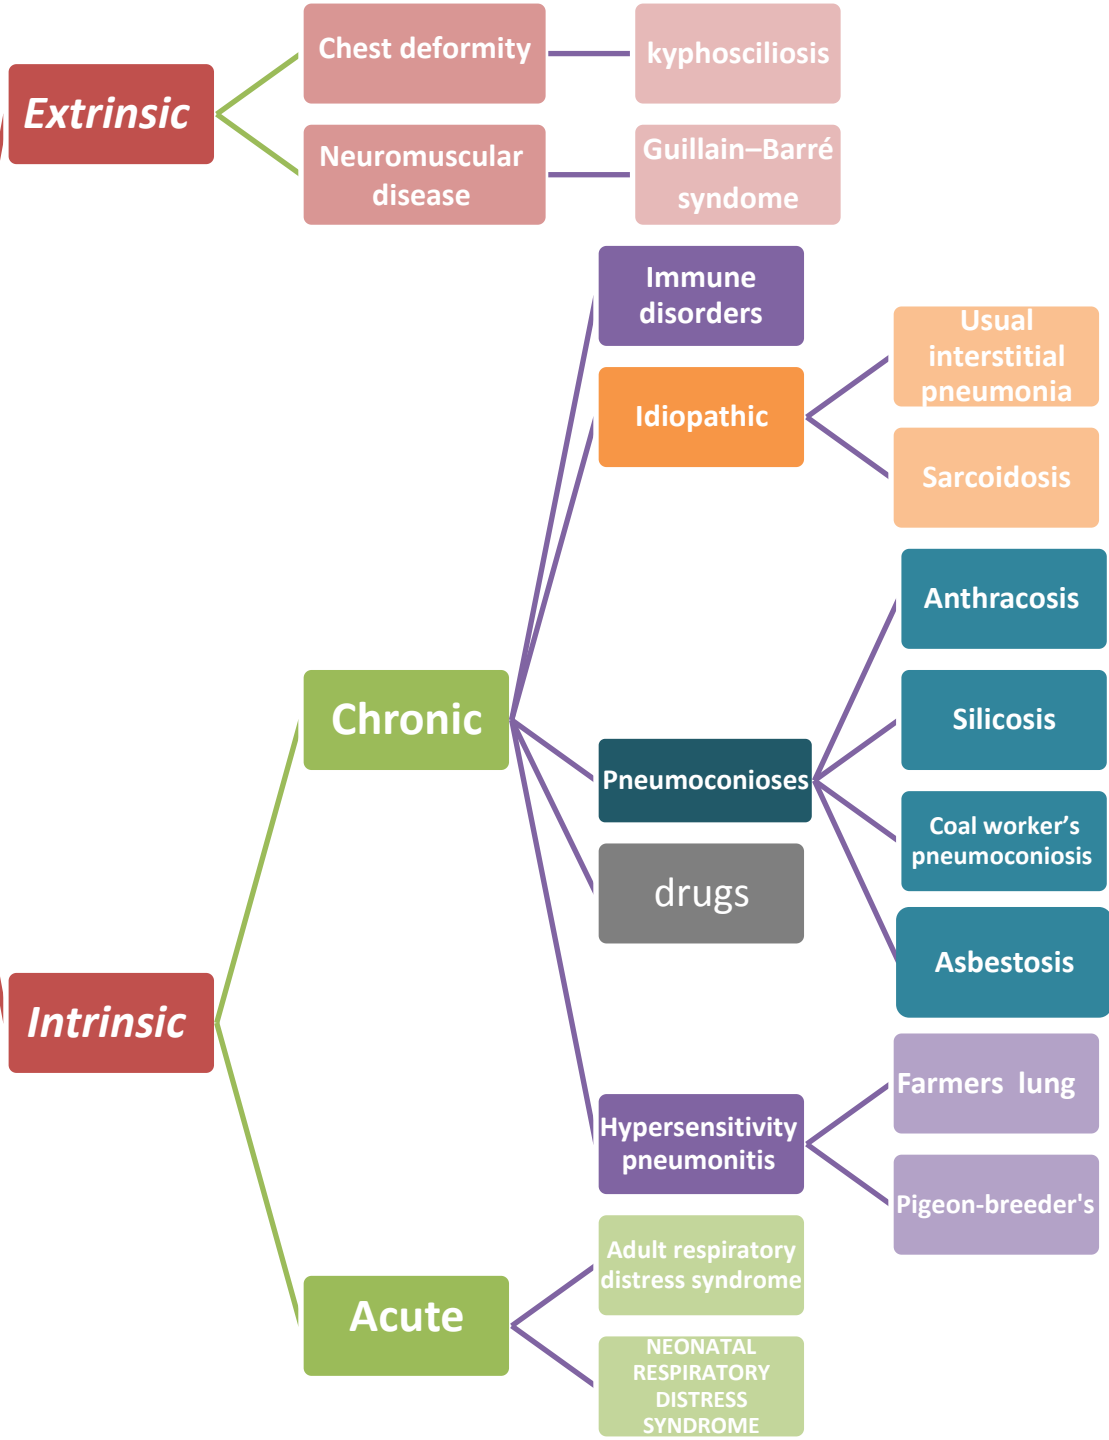 Extrinsic
Chest deformity
kyphosciliosis
Neuromuscular
disease
Guillain–Barré
syndome
Intrinsic
Chronic
Immune
disorders
Idiopathic
Usual
interstitial
pneumonia
Sarcoidosis
Pneumoconioses
Anthracosis
Silicosis
Coal worker’s
pneumoconiosis
Asbestosis
drugs
Hypersensitivity
pneumonitis
Farmers lung
Pigeon-breeder's
Acute
Adult respiratory
distress syndrome
NEONATAL
RESPIRATORY
DISTRESS
SYNDROME